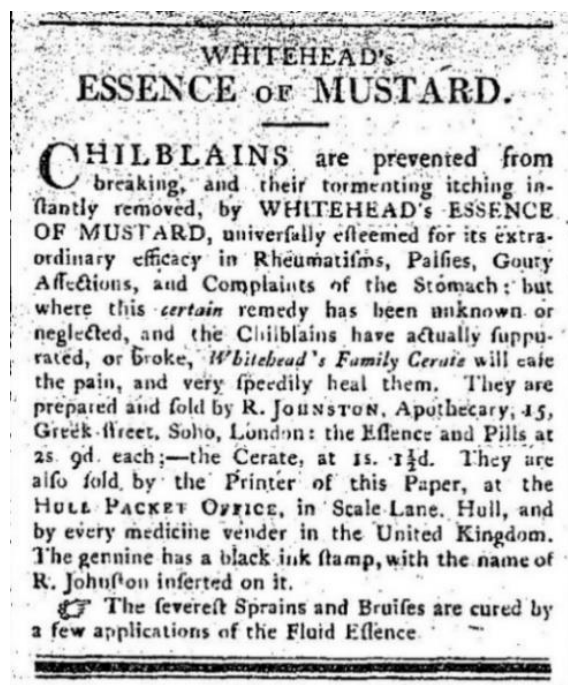 WHITEHEAD's
ESSENCE OF MUSTARD.
CHILBLAINS are prevented from
breaking, and their tormenting itching in-
ſtantly removed, by WHITEHEAD's ESSENCE
OF MUSTARD, univerſally eſteemed for its extra-
ordinary efficacy in Rheumatiſms, Palſies, Gouty
Affections, and Complaints of the Stomach: but
where this certain remedy has been unknown or
neglected, and the Chilblains have actually ſuppu-
rated, or broke, Whitehead's Family Cerate will eaſe
the pain, and very ſpeedily heal them. They are
prepared and ſold by R. JOHNSTON, Apothecary, 15,
Greek-ſtreet, Soho, London: the Eſſence and Pills at
2s. 9d. each;—the Cerate, at 1s. 1½d. They are
alſo ſold by the Printer of this Paper, at the
HULL PACKET OFFICE, in Scale-Lane, Hull, and
by every medicine vender in the United Kingdom.
The genuine has a black ink ſtamp, with the name of
R. Johnſton inſerted on it.
☞ The ſevereſt Sprains and Bruiſes are cured by
a few applications of the Fluid Eſſence